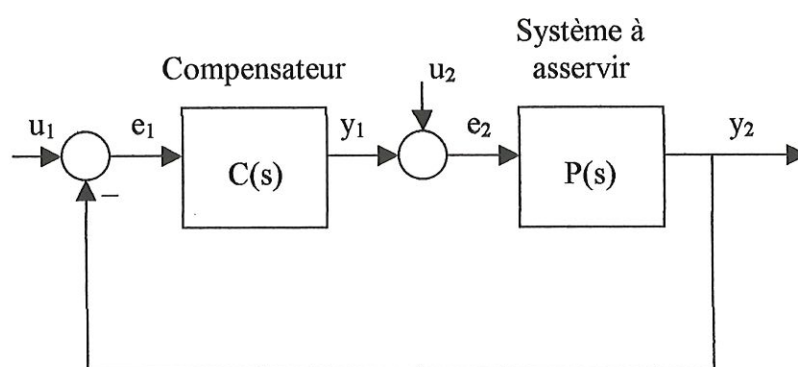 Système à
asservir
Compensateur
u₂
u₁
e₁
y₁
e₂
y₂
C(s)
P(s)
−